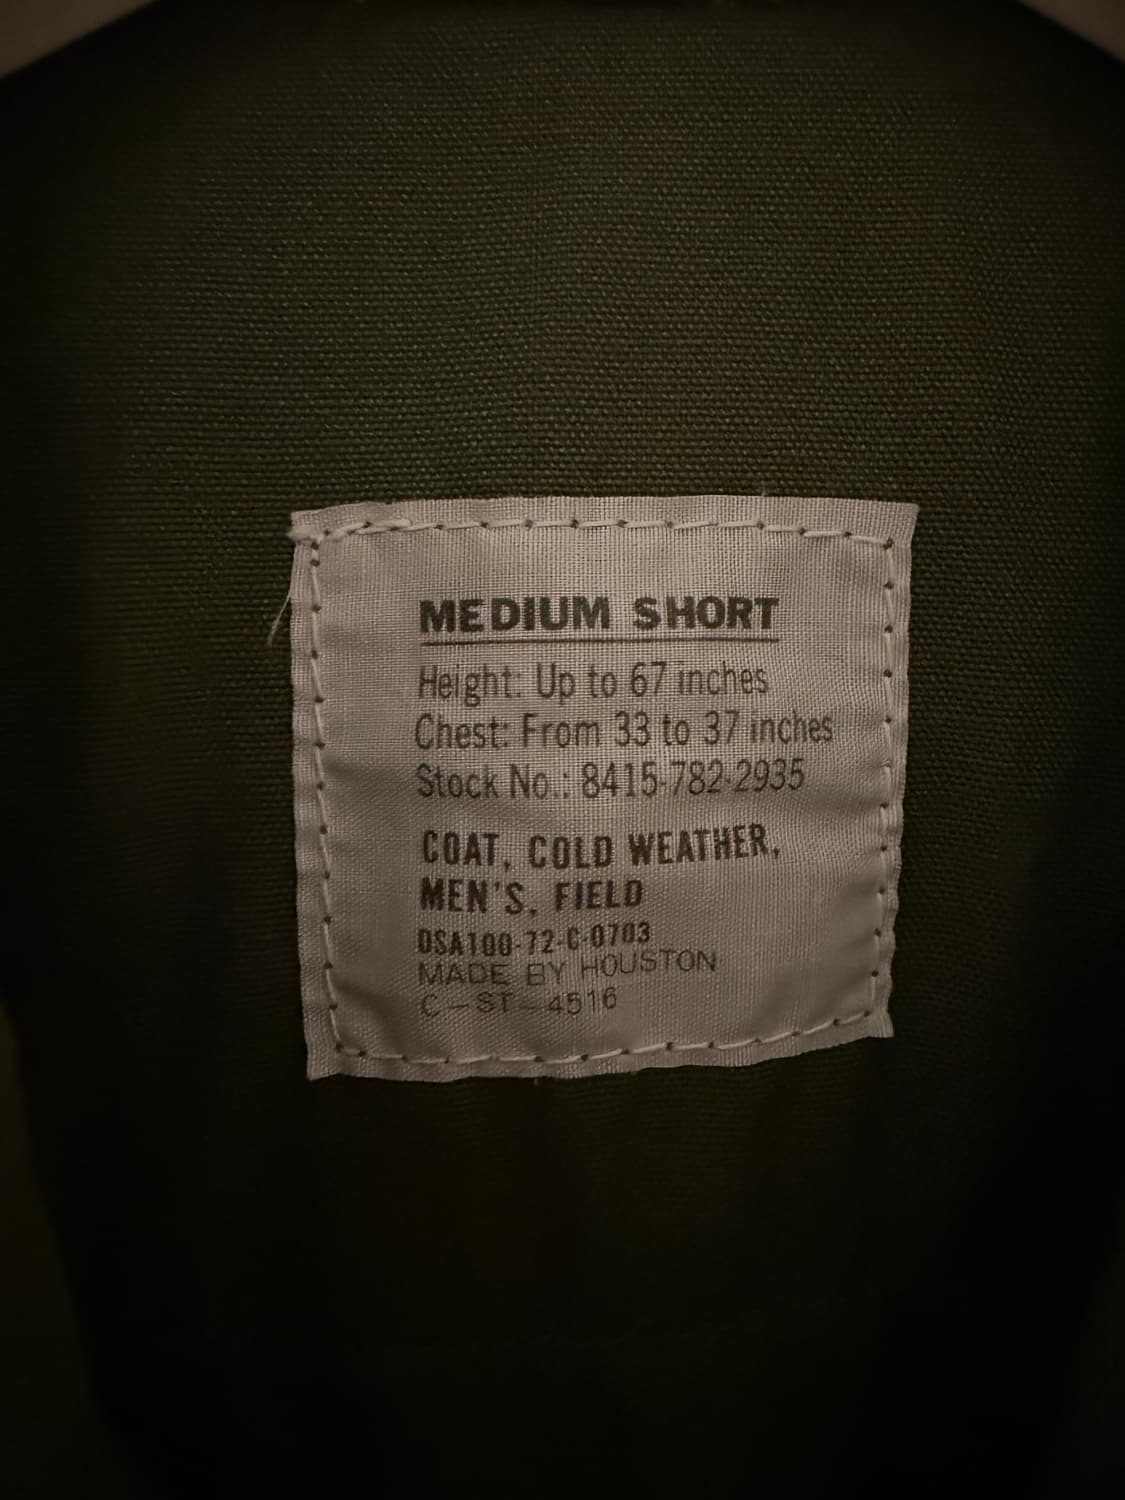 MEDIUM SHORT
Height: Up to 67 inches
Chest: From 33 to 37 inches
Stock No.: 8415-782-2935
COAT, COLD WEATHER,
MEN'S, FIELD
DSA100-72-C-0703
MADE BY HOUSTON
C-ST-4516